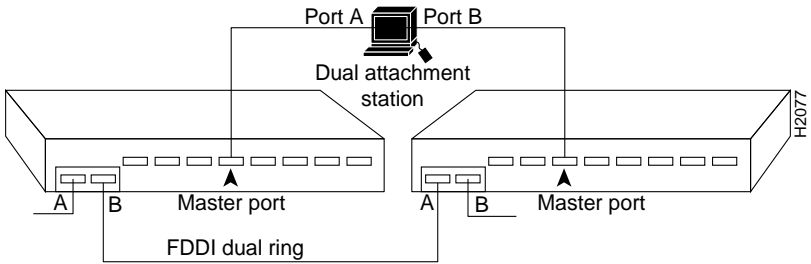 Port A
Port B
Dual attachment
station
H2077
A
B
Master port
A
B
Master port
FDDI dual ring